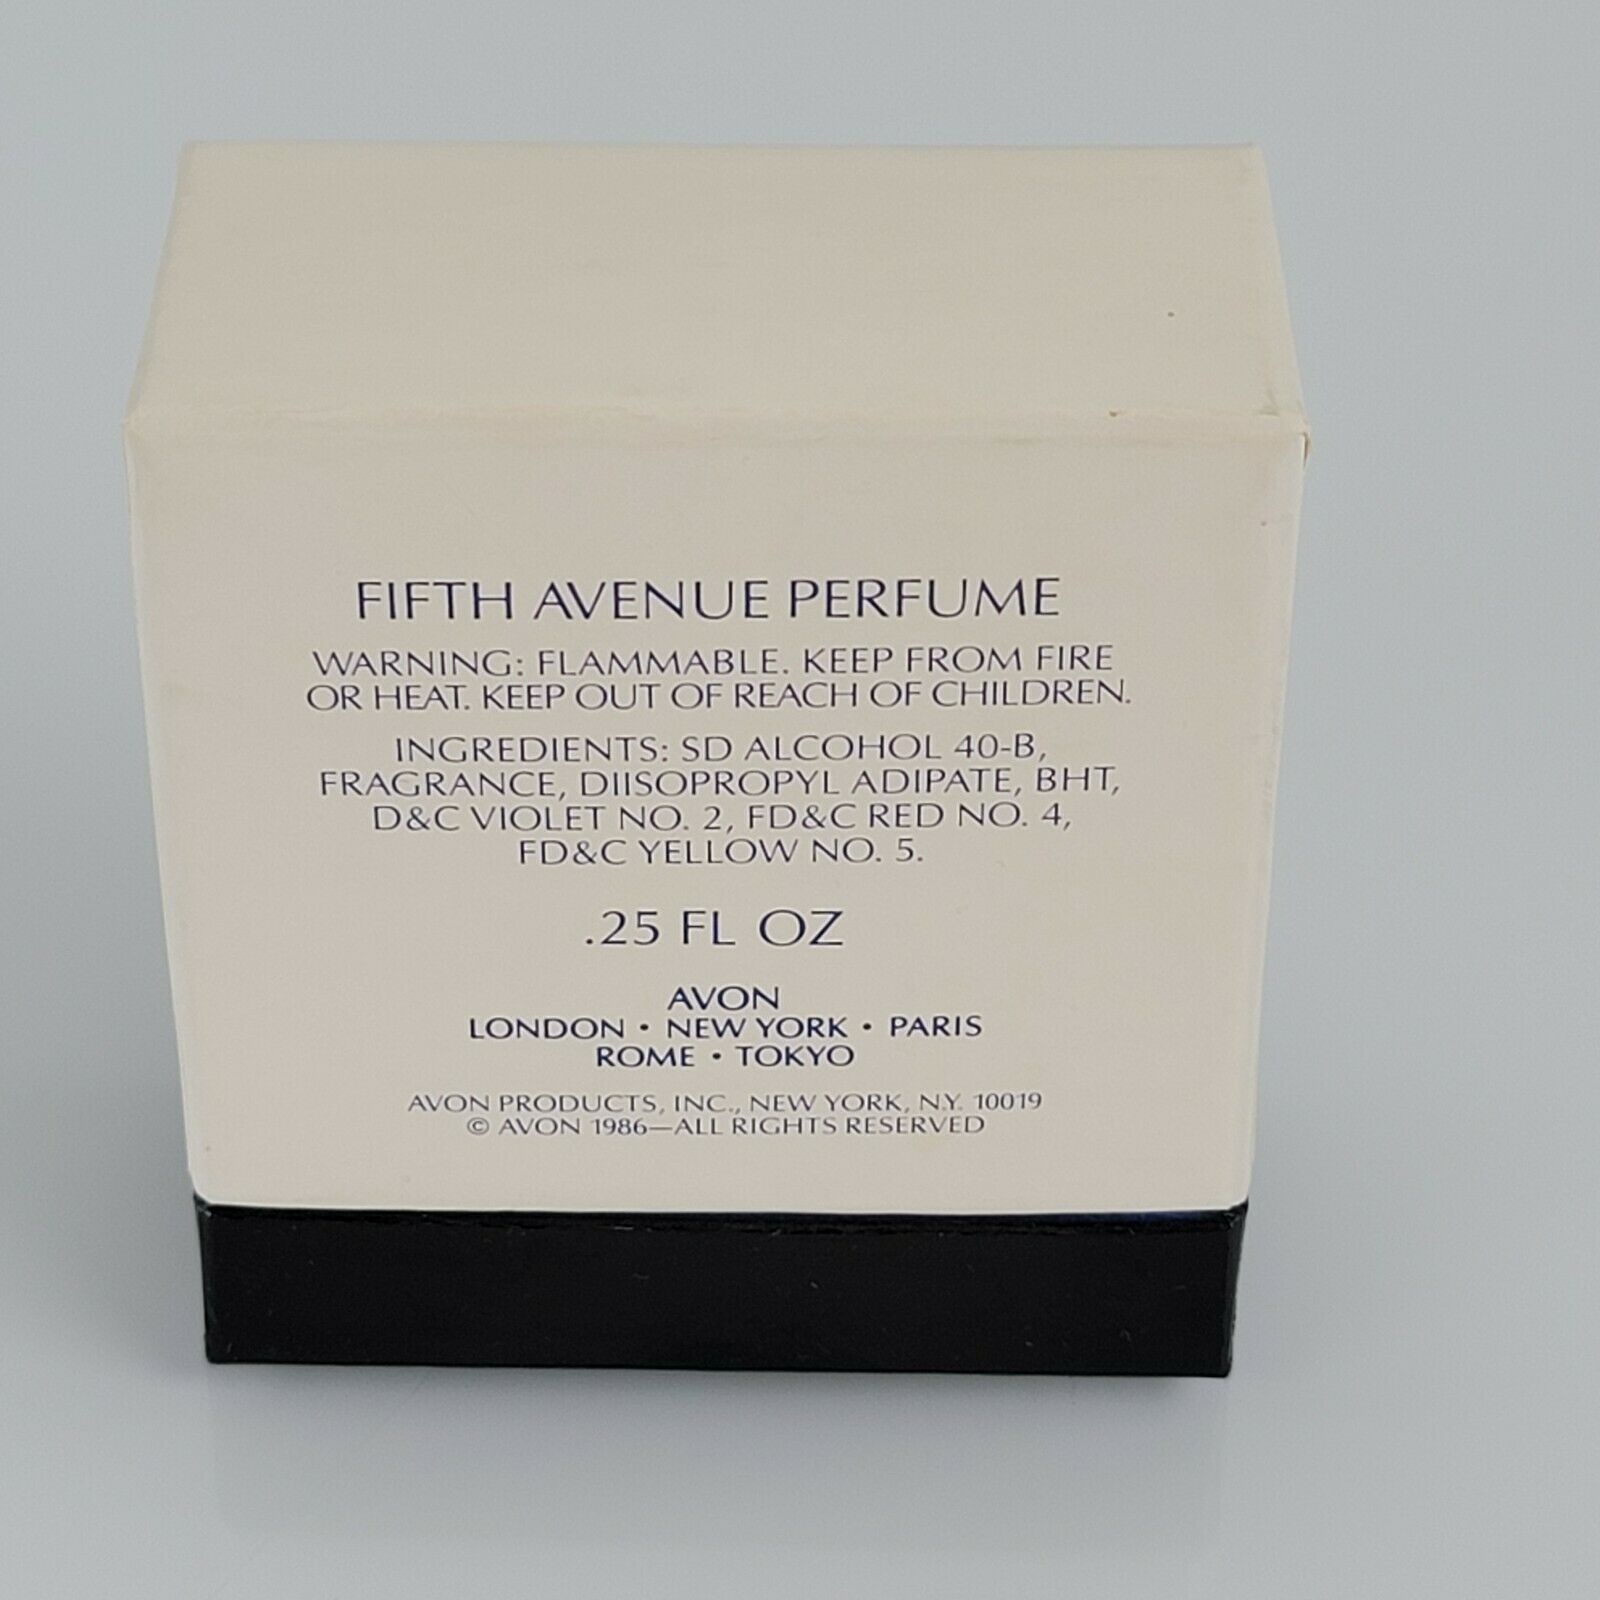 FIFTH AVENUE PERFUME
WARNING: FLAMMABLE. KEEP FROM FIRE
OR HEAT. KEEP OUT OF REACH OF CHILDREN.
INGREDIENTS: SD ALCOHOL 40-B,
FRAGRANCE, DIISOPROPYL ADIPATE, BHT,
D&C VIOLET NO. 2, FD&C RED NO. 4,
FD&C YELLOW NO. 5.
.25 FL OZ
AVON
LONDON • NEW YORK • PARIS
ROME • TOKYO
AVON PRODUCTS, INC., NEW YORK, N.Y. 10019
© AVON 1986—ALL RIGHTS RESERVED